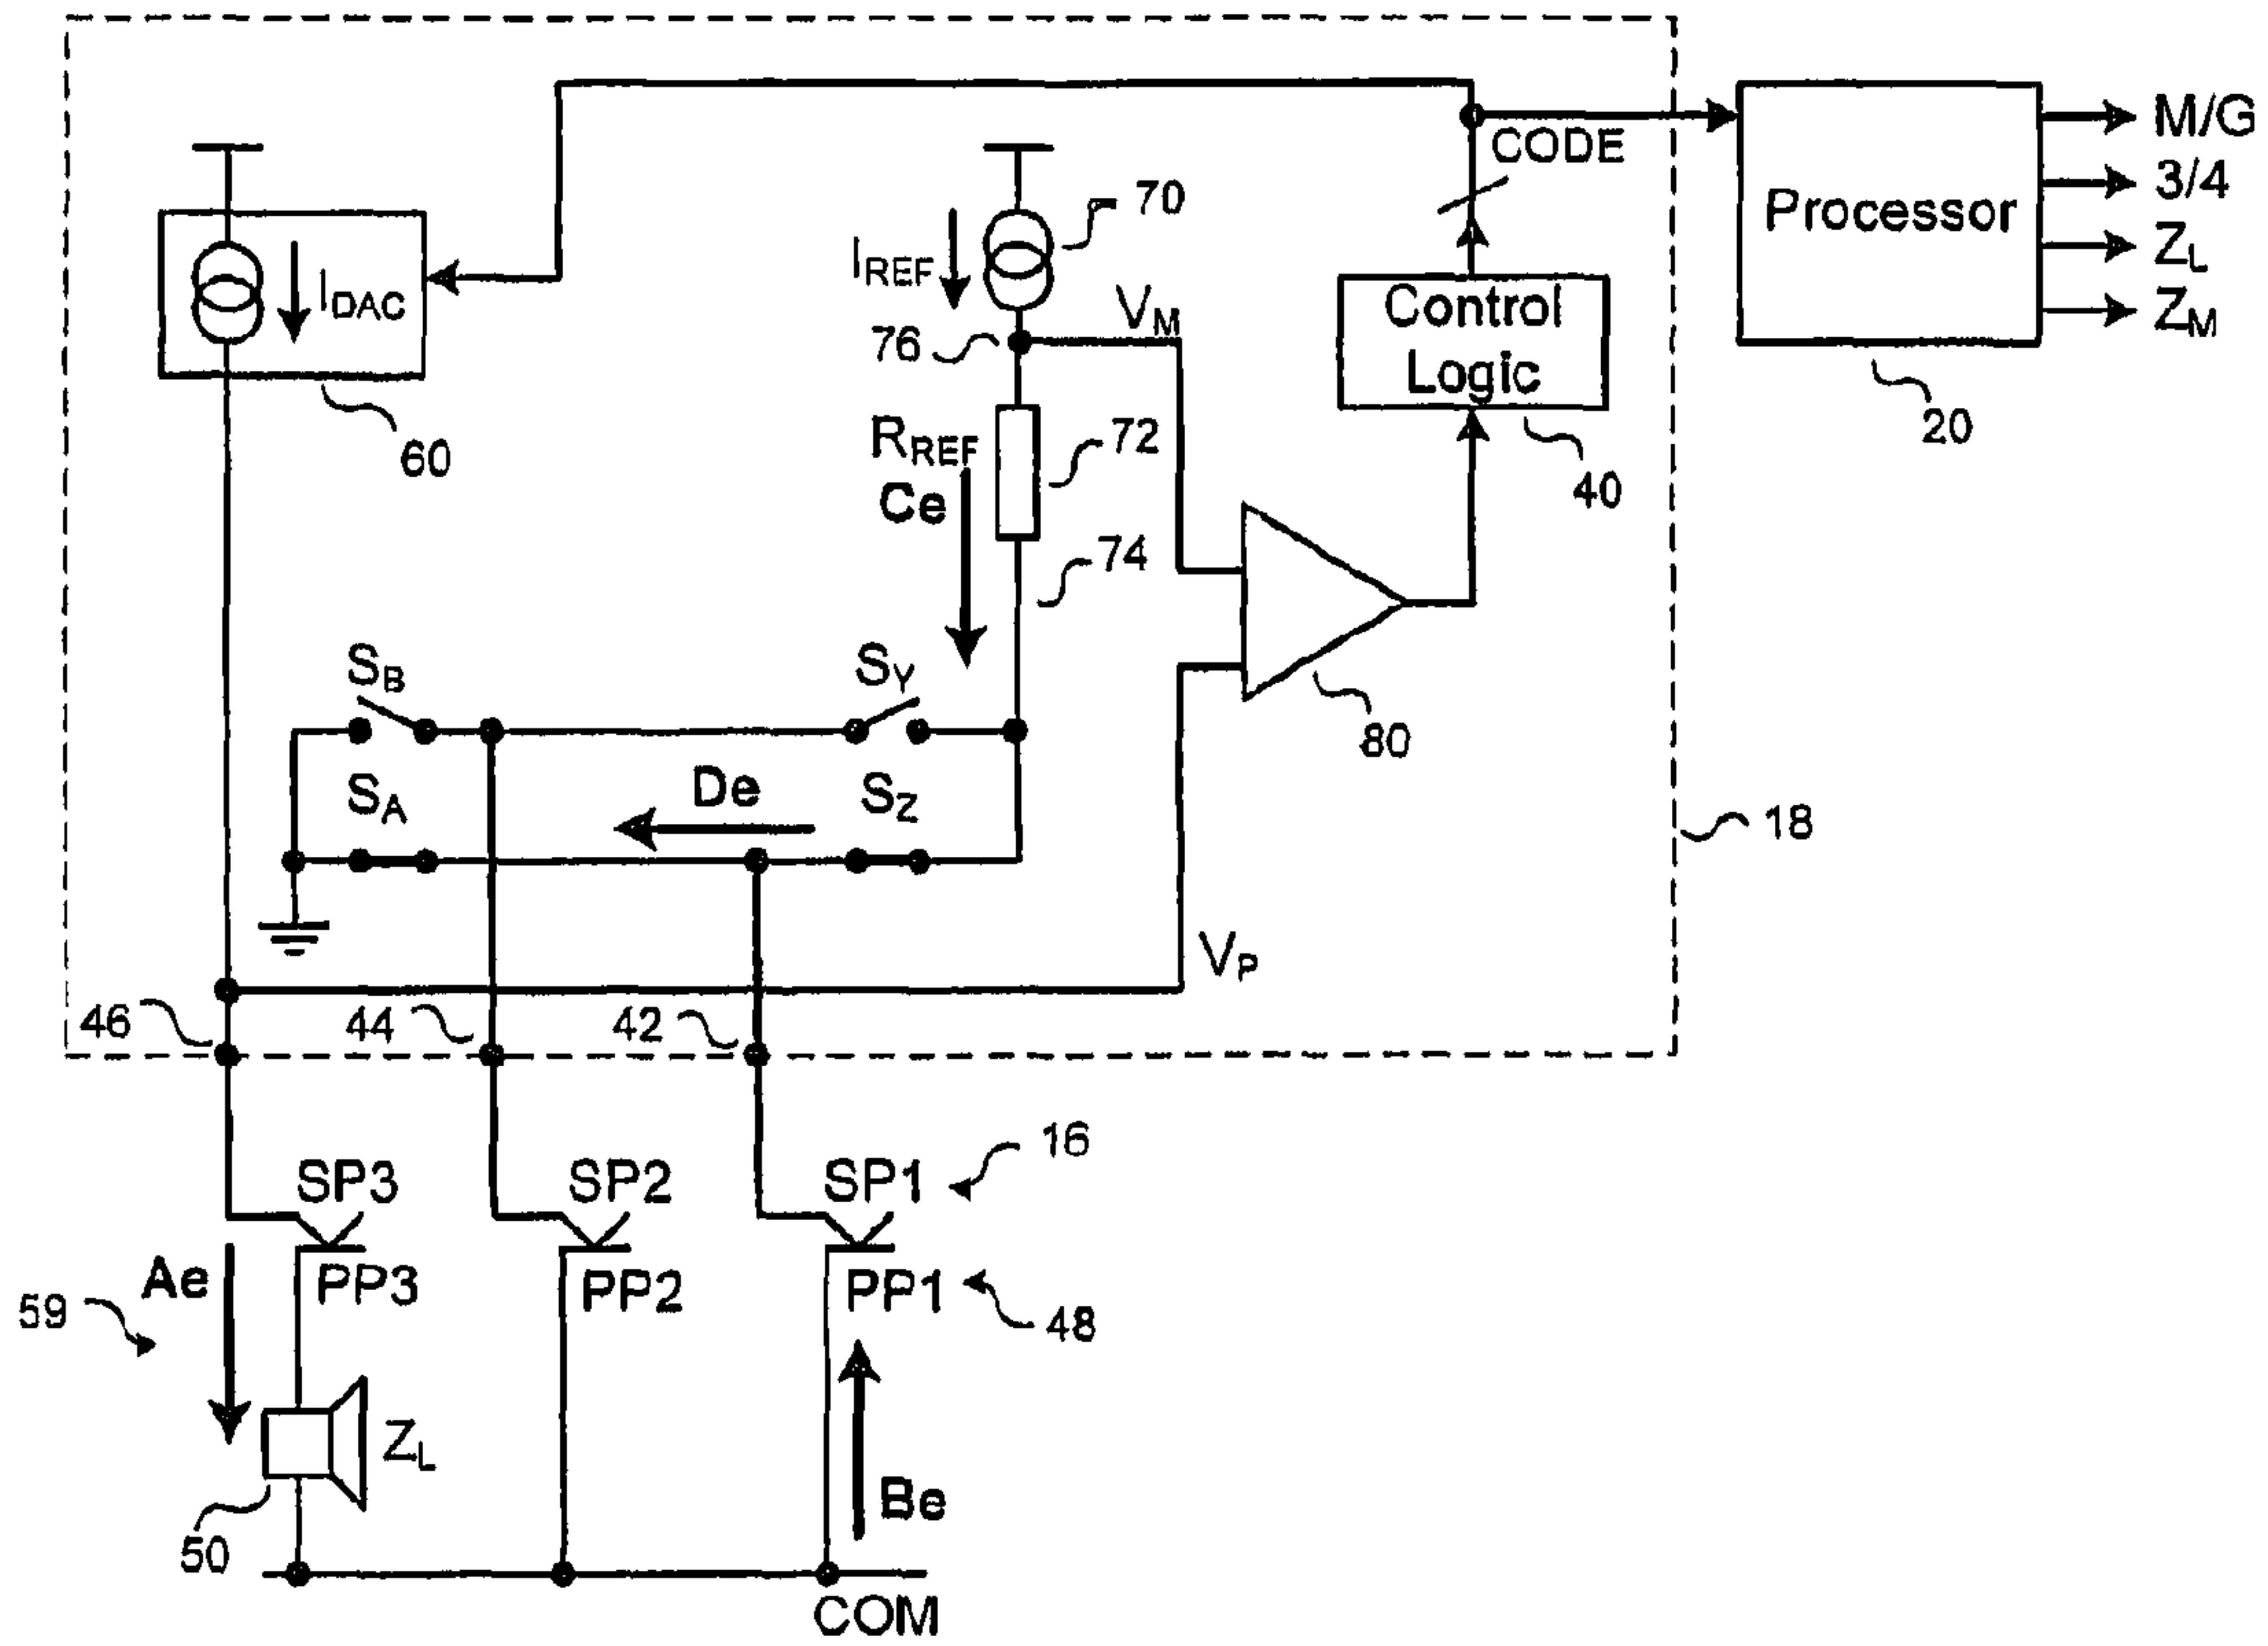 M/G
CODE
3/4
Processor
70
I_REF
Z_L
I_DAC
V_M
Control
Logic
Z_M
76
60
R_REF
72
20
Ce
40
74
S_B
S_Y
80
De
S_A
S_Z
18
V_P
46
44
42
16
SP3
SP2
SP1
Ae
PP3
PP2
PP1
59
48
Z_L
Be
50
COM